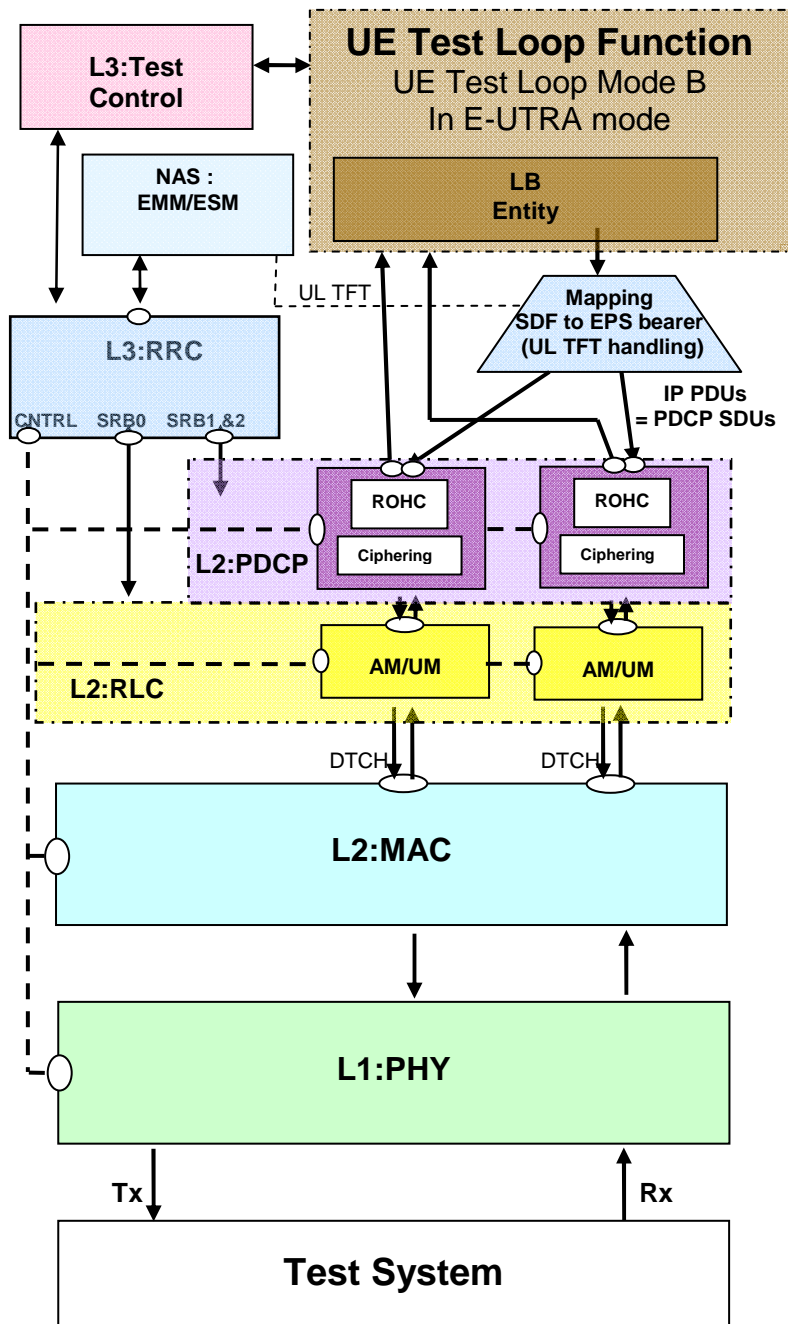 UE Test Loop Function
UE Test Loop Mode B
In E-UTRA mode
L3:Test
Control
NAS :
EMM/ESM
LB
Entity
UL TFT
Mapping
SDF to EPS bearer
(UL TFT handling)
L3:RRC
CNTRL SRB0 SRB1,&2
IP PDUs
= PDCP SDUs
ROHC
Ciphering
ROHC
Ciphering
L2:PDCP
AM/UM
AM/UM
L2:RLC
DTCH
DTCH
L2:MAC
L1:PHY
Tx
Rx
Test System